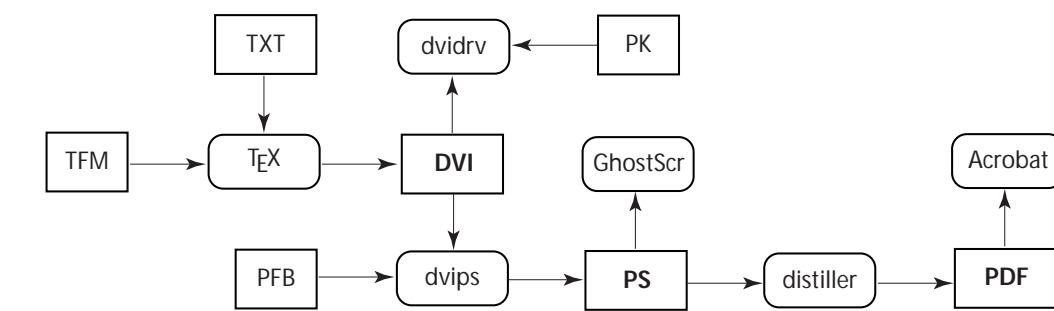 TXT
dvidrv
PK
TFM
TEX
DVI
GhostScr
Acrobat
PFB
dvips
PS
distiller
PDF